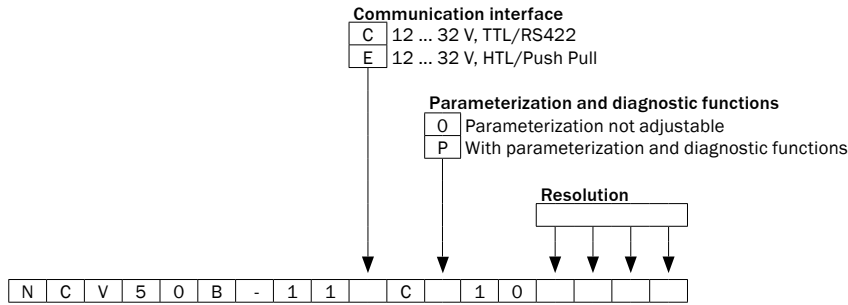 Communication interface
C 12 ... 32 V, TTL/RS422
E 12 ... 32 V, HTL/Push Pull
Parameterization and diagnostic functions
0 Parameterization not adjustable
P With parameterization and diagnostic functions
Resolution
N C V 5 0 B - 1 1 C 1 0